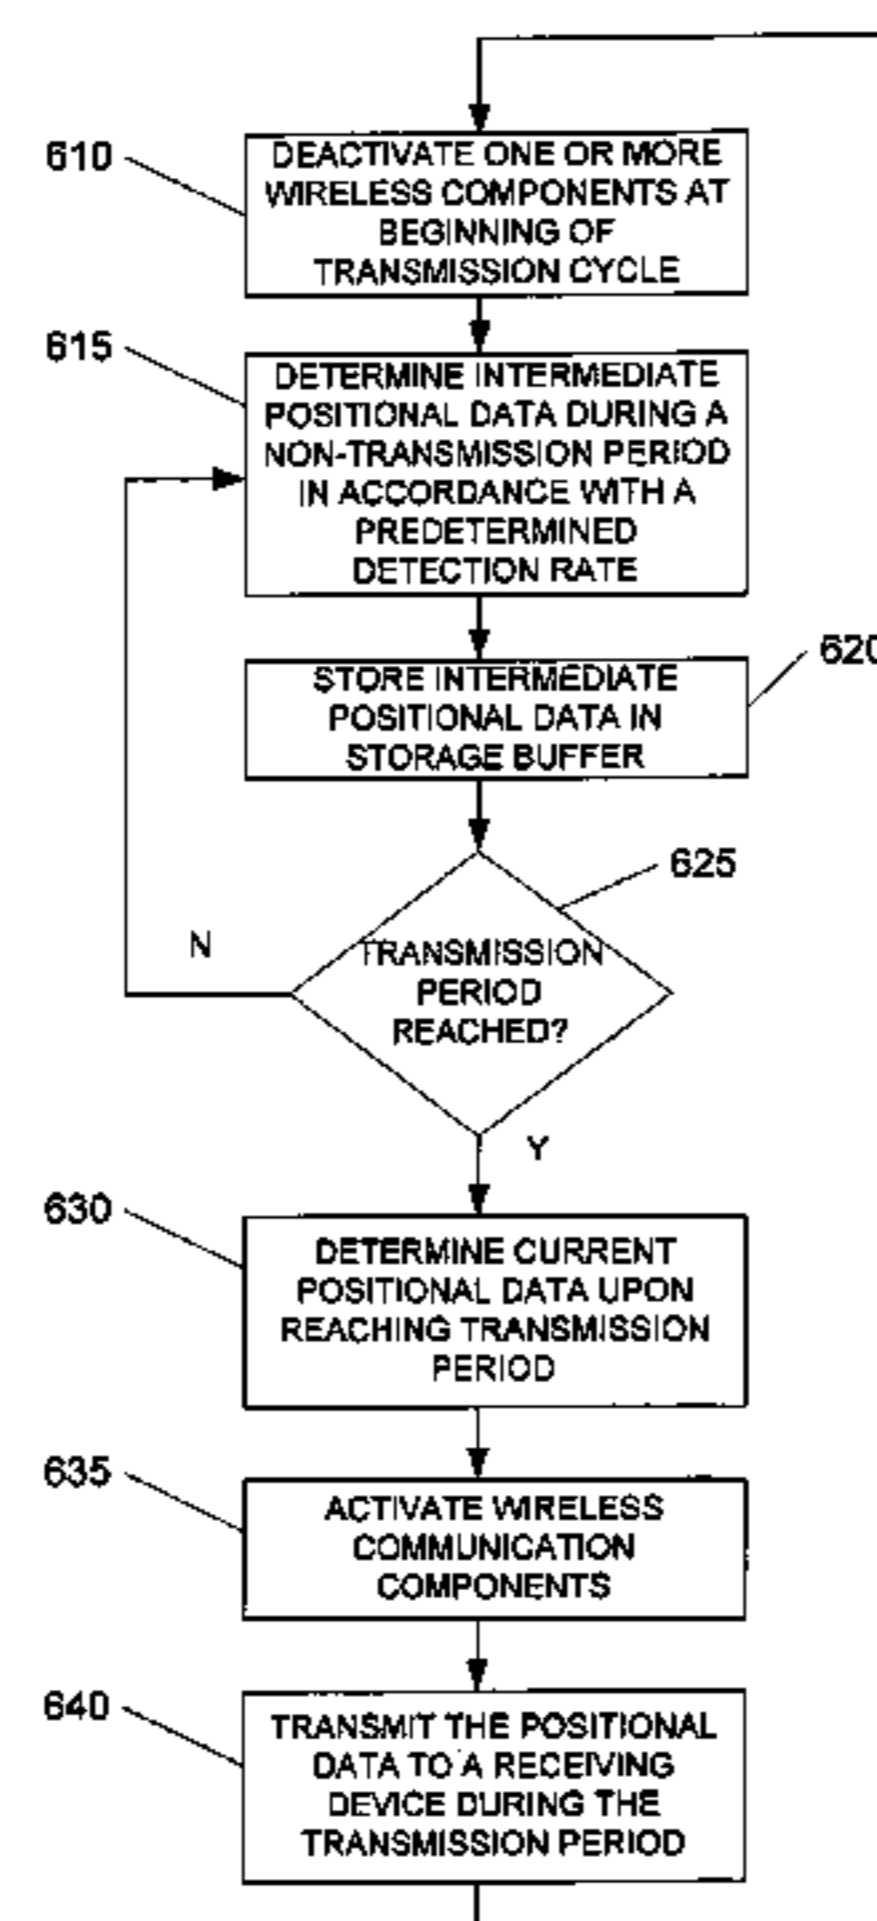 610
DEACTIVATE ONE OR MORE
WIRELESS COMPONENTS AT
BEGINNING OF
TRANSMISSION CYCLE
615
DETERMINE INTERMEDIATE
POSITIONAL DATA DURING A
NON-TRANSMISSION PERIOD
IN ACCORDANCE WITH A
PREDETERMINED
DETECTION RATE
620
STORE INTERMEDIATE
POSITIONAL DATA IN
STORAGE BUFFER
625
N
TRANSMISSION
PERIOD
REACHED?
Y
630
DETERMINE CURRENT
POSITIONAL DATA UPON
REACHING TRANSMISSION
PERIOD
635
ACTIVATE WIRELESS
COMMUNICATION
COMPONENTS
640
TRANSMIT THE POSITIONAL
DATA TO A RECEIVING
DEVICE DURING THE
TRANSMISSION PERIOD